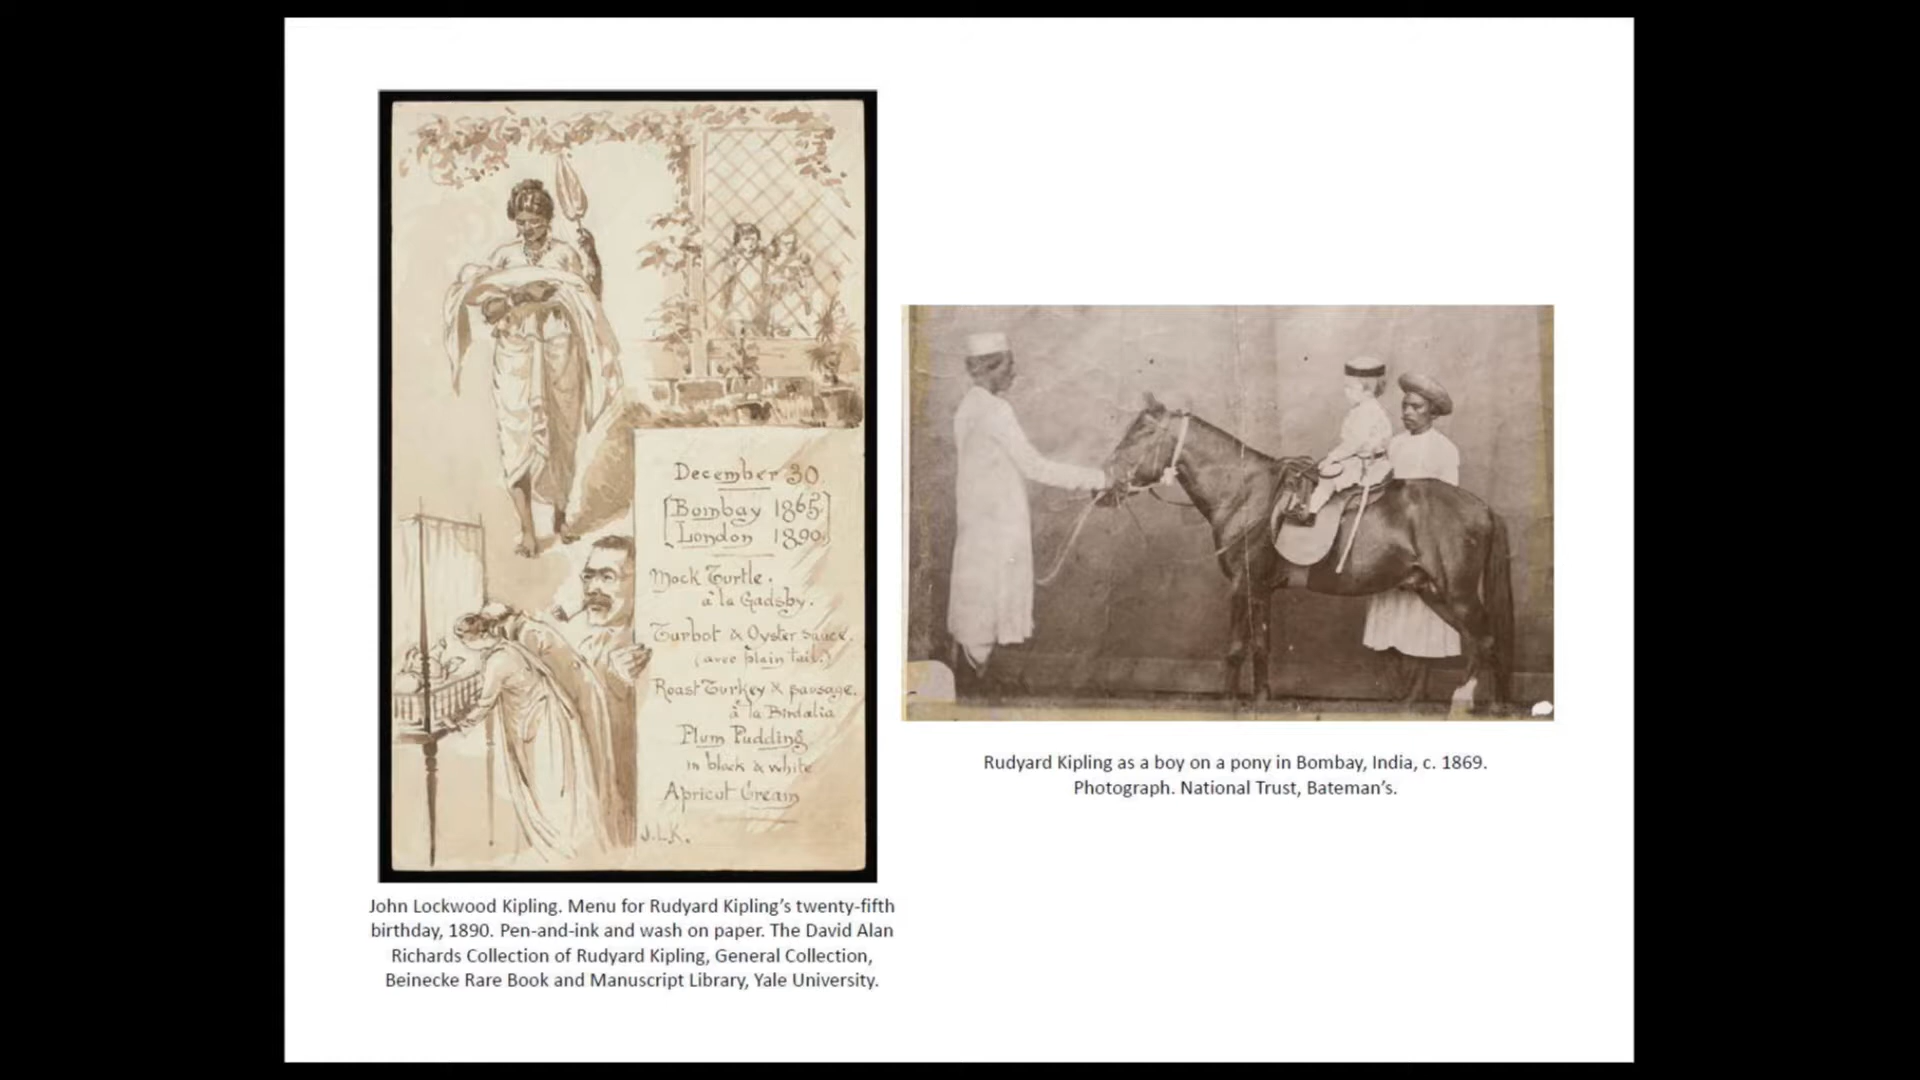 December 30
Bombay 1865
London 1890
Mock Turtle.
à la Gadsby.
Turbot & Oyster sauce.
(avec plain tail.)
Roast Turkey & pausage.
à la Birdalia
Plum Pudding
in black & white
Apricot Cream
J.L.K.
John Lockwood Kipling. Menu for Rudyard Kipling’s twenty-fifth
birthday, 1890. Pen-and-ink and wash on paper. The David Alan
Richards Collection of Rudyard Kipling, General Collection,
Beinecke Rare Book and Manuscript Library, Yale University.
Rudyard Kipling as a boy on a pony in Bombay, India, c. 1869.
Photograph. National Trust, Bateman’s.